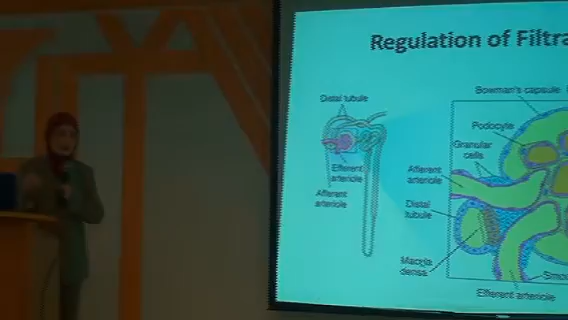 Regulation of Filtra
Bowman's capsule
Distal tubule
Podocyte
Granular
cells
Efferent
arteriole
Afferent
arteriole
Afferent
arteriole
Distal
tubule
Macula
densa
Smoo
Efferent arteriole